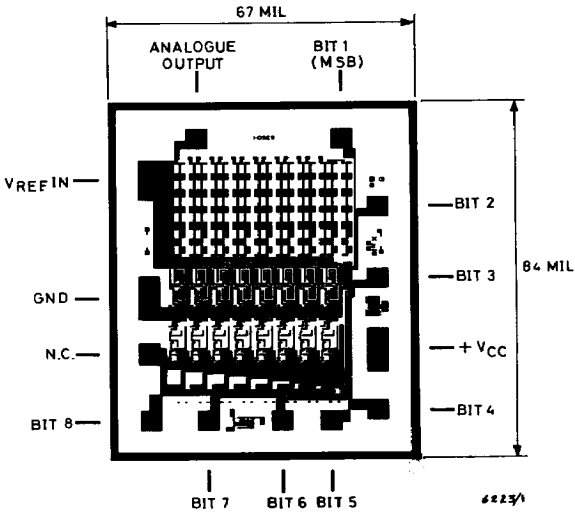 67 MIL
ANALOGUE
OUTPUT
BIT 1
(MSB)
VREF IN
BIT 2
BIT 3
84 MIL
GND
N.C.
+ VCC
BIT 8
BIT 4
BIT 7
BIT 6
BIT 5
6223/1